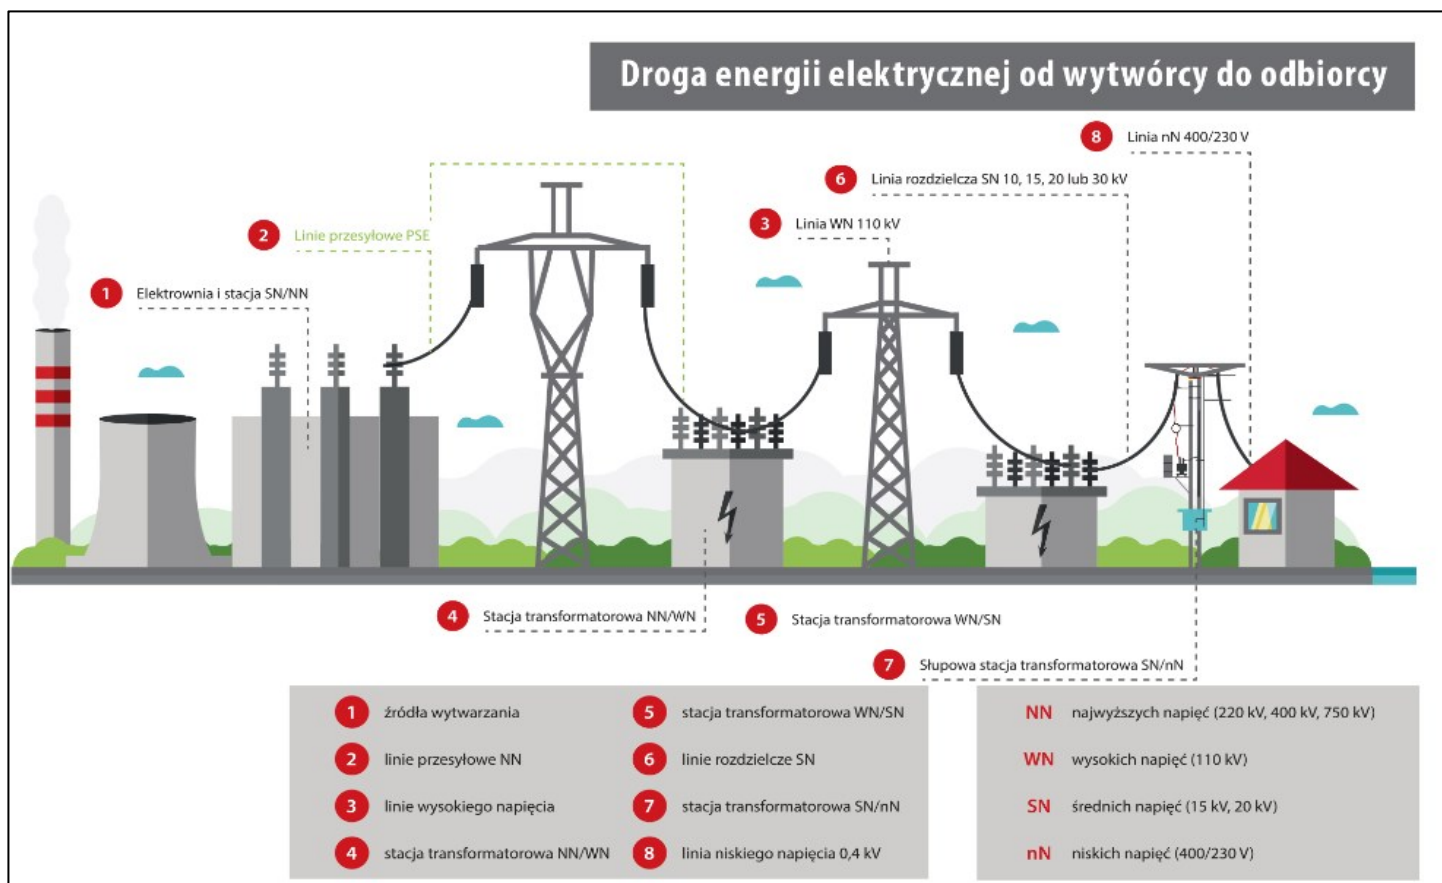 Droga energii elektrycznej od wytwórcy do odbiorcy
8 Linia nN 400/230 V
6 Linia rozdzielcza SN 10, 15, 20 lub 30 kV
3 Linia WN 110 kV
2 Linie przesyłowe PSE
1 Elektrownia i stacja SN/NN
4 Stacja transformatorowa NN/WN
5 Stacja transformatorowa WN/SN
7 Słupowa stacja transformatorowa SN/nN
1 źródła wytwarzania
2 linie przesyłowe NN
3 linie wysokiego napięcia
4 stacja transformatorowa NN/WN
5 stacja transformatorowa WN/SN
6 linie rozdzielcze SN
7 stacja transformatorowa SN/nN
8 linia niskiego napięcia 0,4 kV
NN najwyższych napięć (220 kV, 400 kV, 750 kV)
WN wysokich napięć (110 kV)
SN średnich napięć (15 kV, 20 kV)
nN niskich napięć (400/230 V)